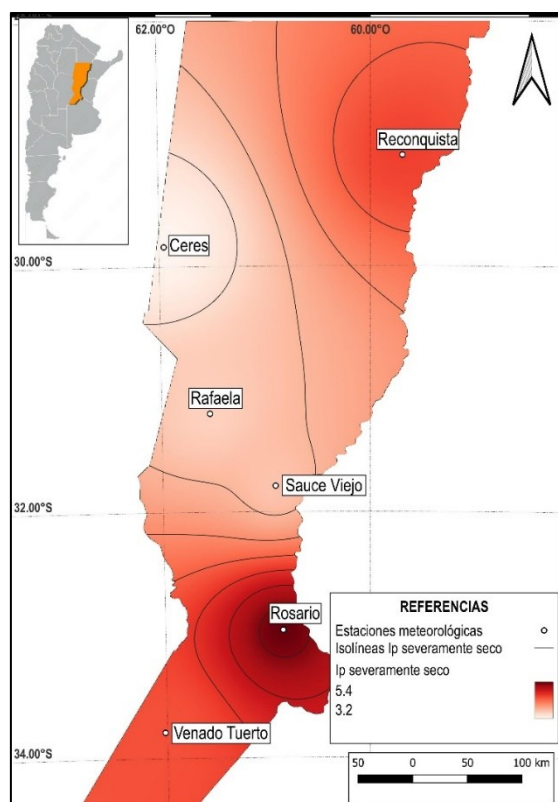 62.00°W
60.00°W
Reconquista
Ceres
30.00°S
Rafaela
Sauce Viejo
32.00°S
Rosario
Venado Tuerto
34.00°S
REFERENCIAS
Estaciones meteorológicas
Isolíneas Ip severamente seco
Ip severamente seco
5.4
3.2
50 0 50 100 km